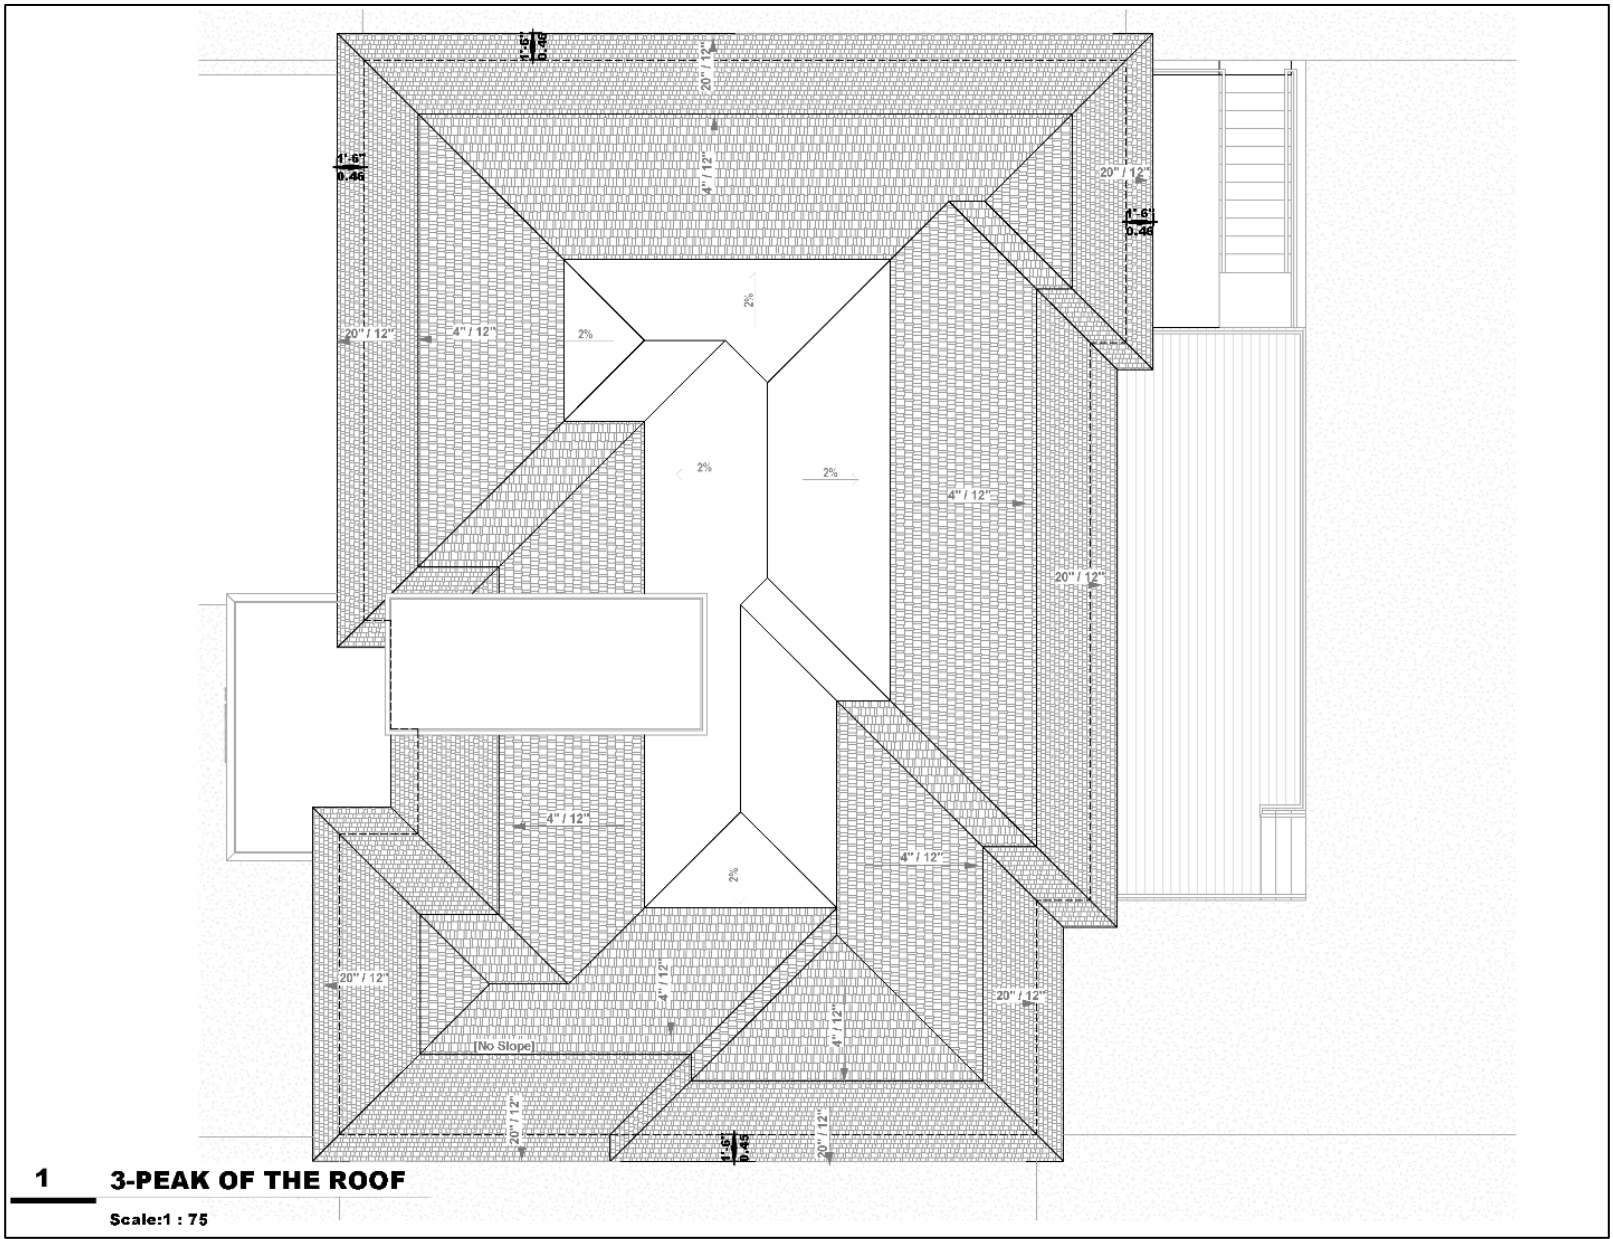 1'-6"
0.46
20" / 12"
4" / 12"
1'-6"
0.46
20" / 12"
1'-6"
0.46
2%
20" / 12"
4" / 12"
2%
2%
2%
4" / 12"
20" / 12"
4" / 12"
4" / 12"
2%
20" / 12"
4" / 12"
20" / 12"
4" / 12"
[No Slope]
20" / 12"
1'-6"
0.45
20" / 12"
1
3-PEAK OF THE ROOF
Scale:1 : 75